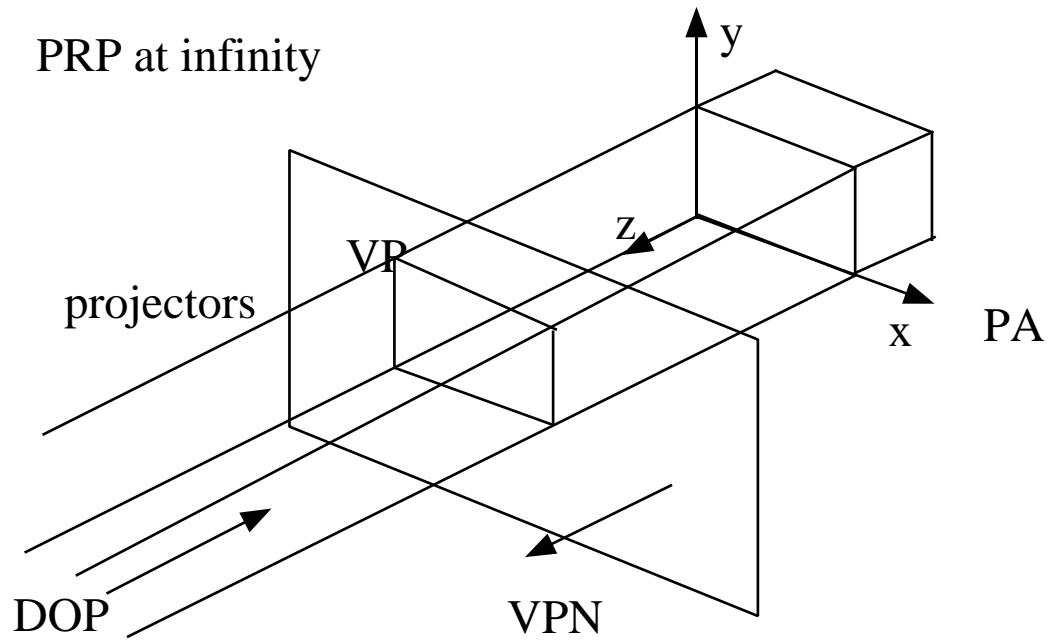 PRP at infinity
y
z
VP
projectors
x
PA
DOP
VPN